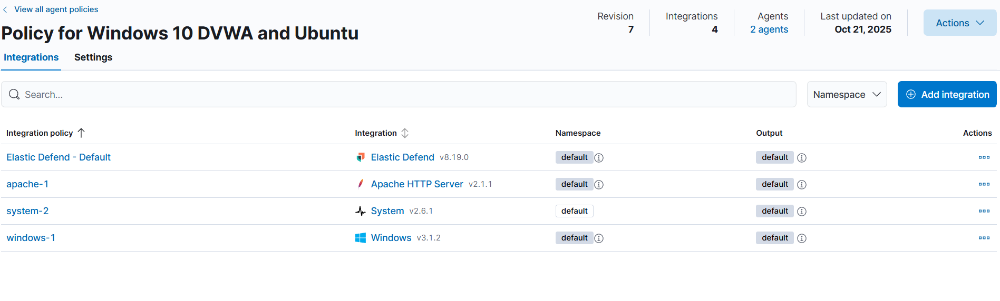 View all agent policies
Policy for Windows 10 DVWA and Ubuntu
Revision
7
Integrations
4
Agents
2 agents
Last updated on
Oct 21, 2025
Actions
Integrations Settings
Search...
Namespace
Add integration
Integration policy Integration Namespace Output Actions
Elastic Defend - Default Elastic Defend v8.19.0 default default
apache-1 Apache HTTP Server v2.1.1 default default
system-2 System v2.6.1 default default
windows-1 Windows v3.1.2 default default